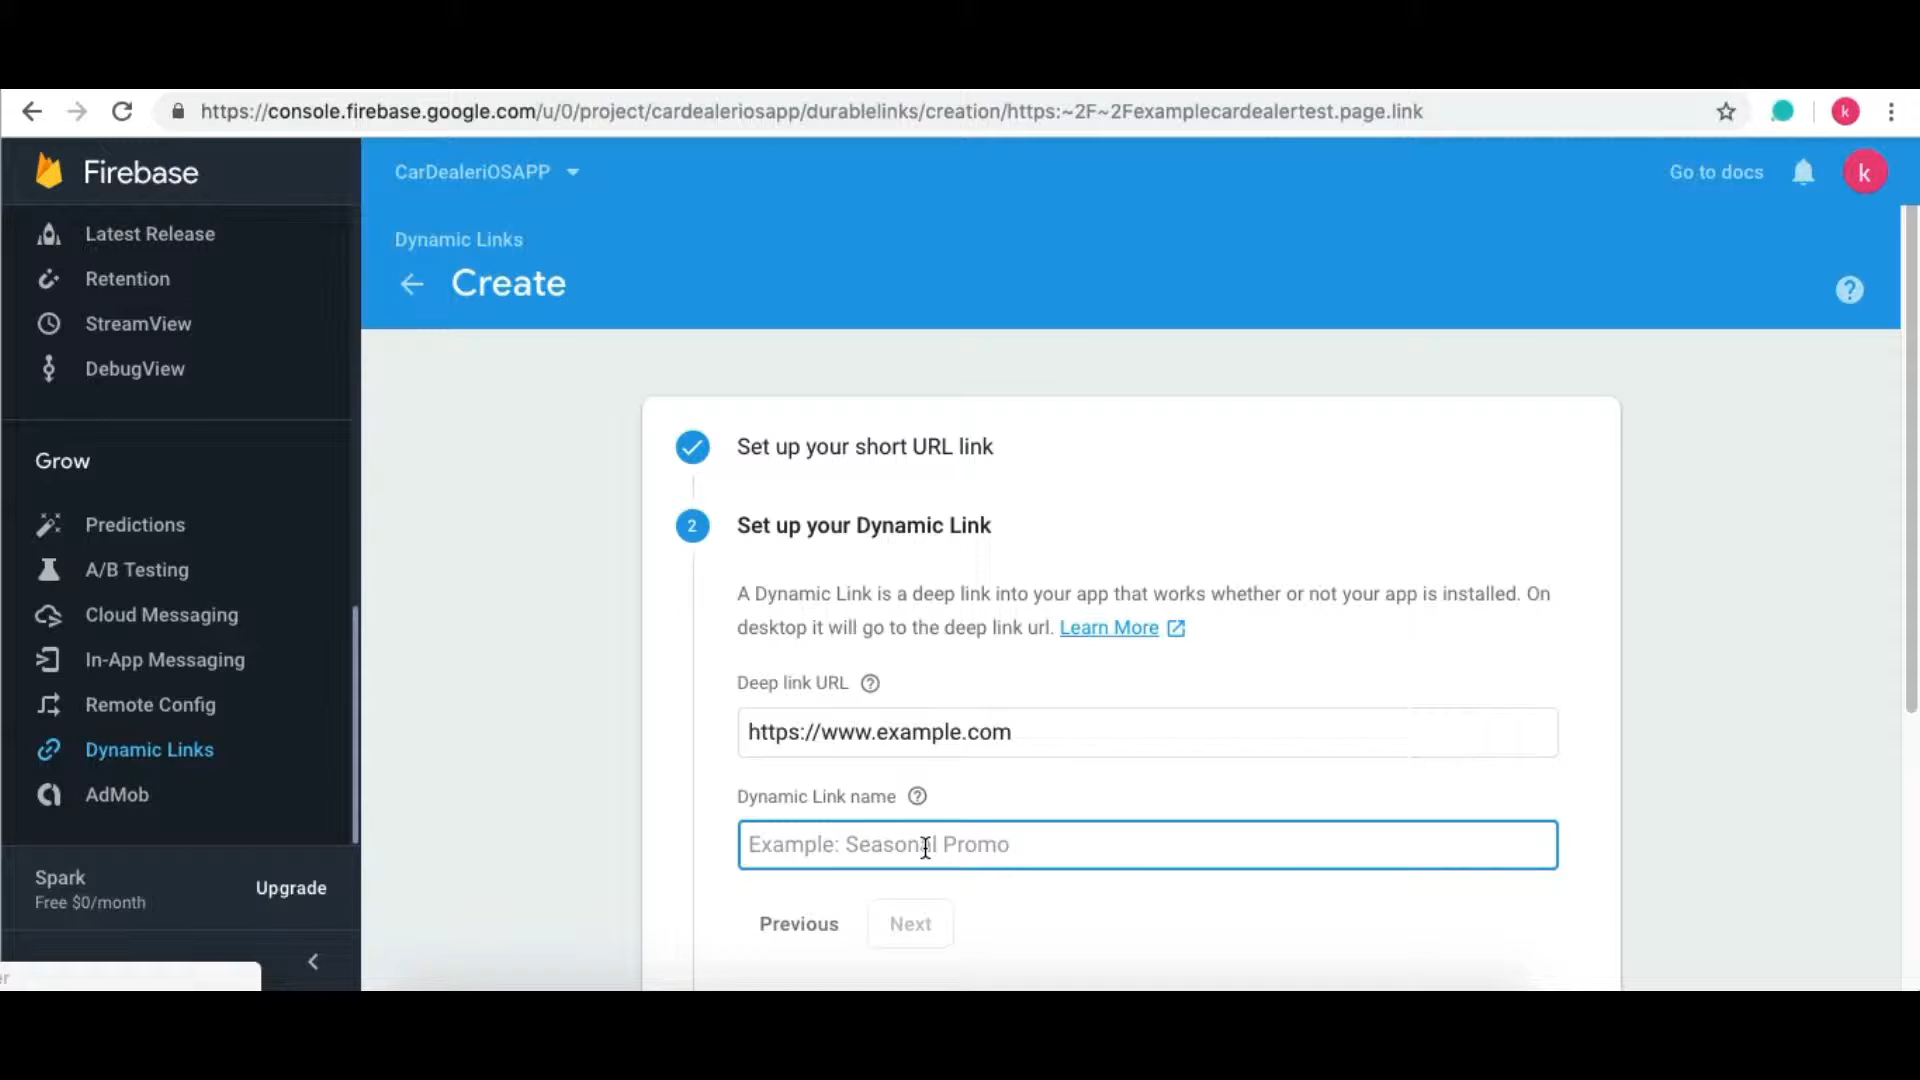 https://console.firebase.google.com/u/0/project/cardealeriosapp/durablelinks/creation/https:~2F~2Fexamplecardealertest.page.link
k
Firebase
CarDealeriOSAPP
Go to docs
k
Latest Release
Retention
StreamView
DebugView
Grow
Predictions
A/B Testing
Cloud Messaging
In-App Messaging
Remote Config
Dynamic Links
AdMob
Spark
Free $0/month
Upgrade
er
Dynamic Links
Create
?
Set up your short URL link
2
Set up your Dynamic Link
A Dynamic Link is a deep link into your app that works whether or not your app is installed. On
desktop it will go to the deep link url. Learn More
Deep link URL ?
https://www.example.com
Dynamic Link name ?
Example: Seasonal Promo
Previous
Next